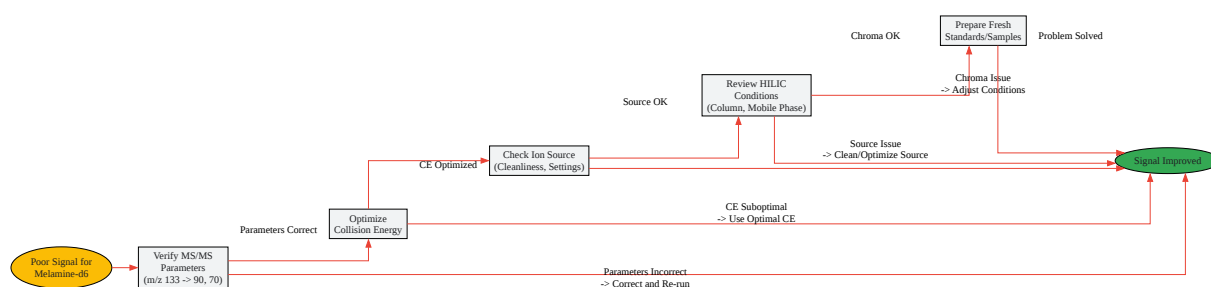 Prepare Fresh
Standards/Samples
Chroma OK
Problem Solved
Review HILIC
Conditions
(Column, Mobile Phase)
Chroma Issue
-> Adjust Conditions
Source OK
Check Ion Source
(Cleanliness, Settings)
CE Optimized
Source Issue
-> Clean/Optimize Source
Signal Improved
Optimize
Collision Energy
Parameters Correct
CE Suboptimal
-> Use Optimal CE
Poor Signal for
Melamine-d6
Verify MS/MS
Parameters
(m/z 133 -> 90, 70)
Parameters Incorrect
-> Correct and Re-run